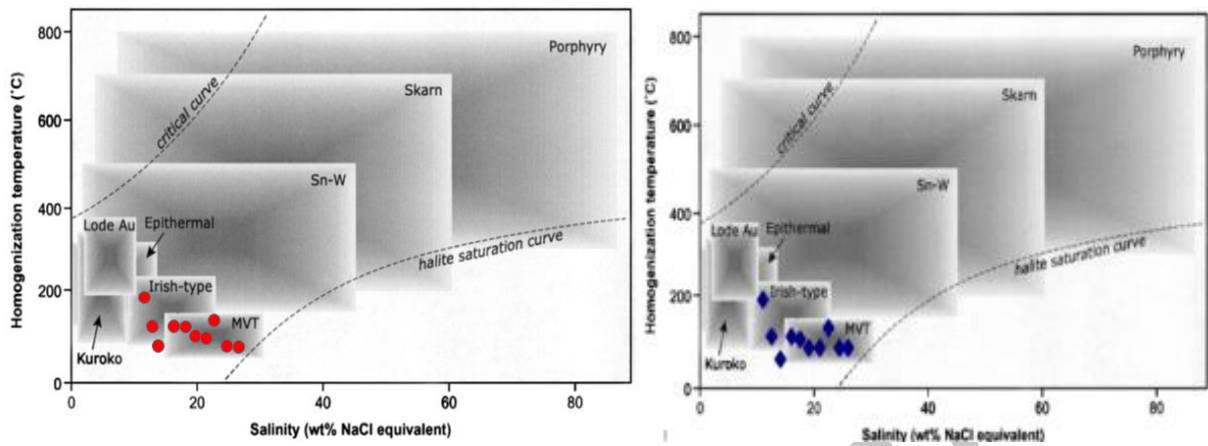 800
600
400
200
0
Homogenization temperature (˚C)
Porphyry
Skarn
critical curve
Sn-W
Lode Au
Epithermal
halite saturation curve
Irish-type
MVT
Kuroko
0
20
40
60
80
Salinity (wt% NaCl equivalent)
800
600
400
200
0
Homogenization temperature (˚C)
Porphyry
Skarn
critical curve
Sn-W
Lode Au
Epithermal
halite saturation curve
Irish-type
MVT
Kuroko
0
20
40
60
80
Salinity (wt% NaCl equivalent)